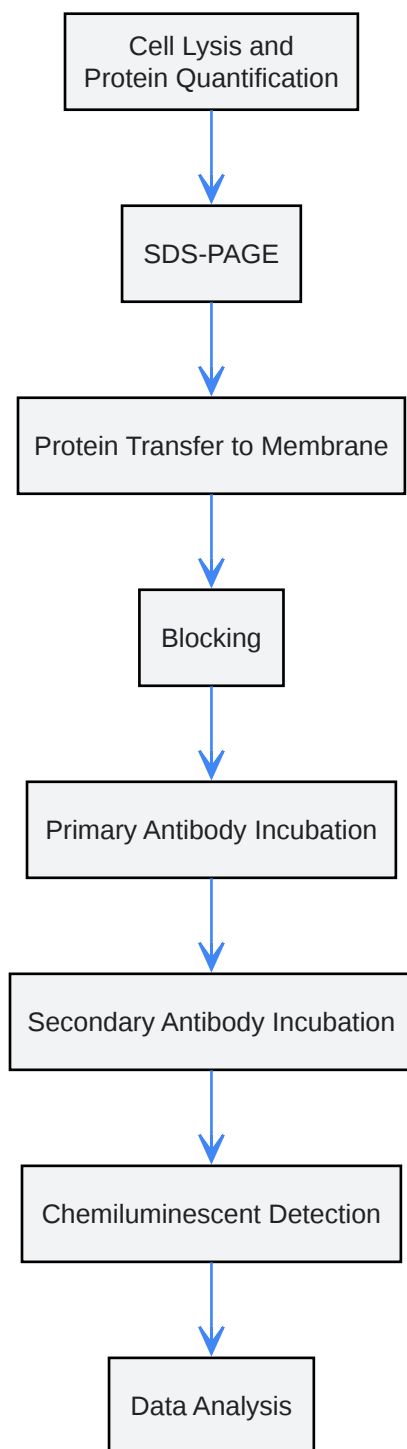 Cell Lysis and
Protein Quantification
SDS-PAGE
Protein Transfer to Membrane
Blocking
Primary Antibody Incubation
Secondary Antibody Incubation
Chemiluminescent Detection
Data Analysis